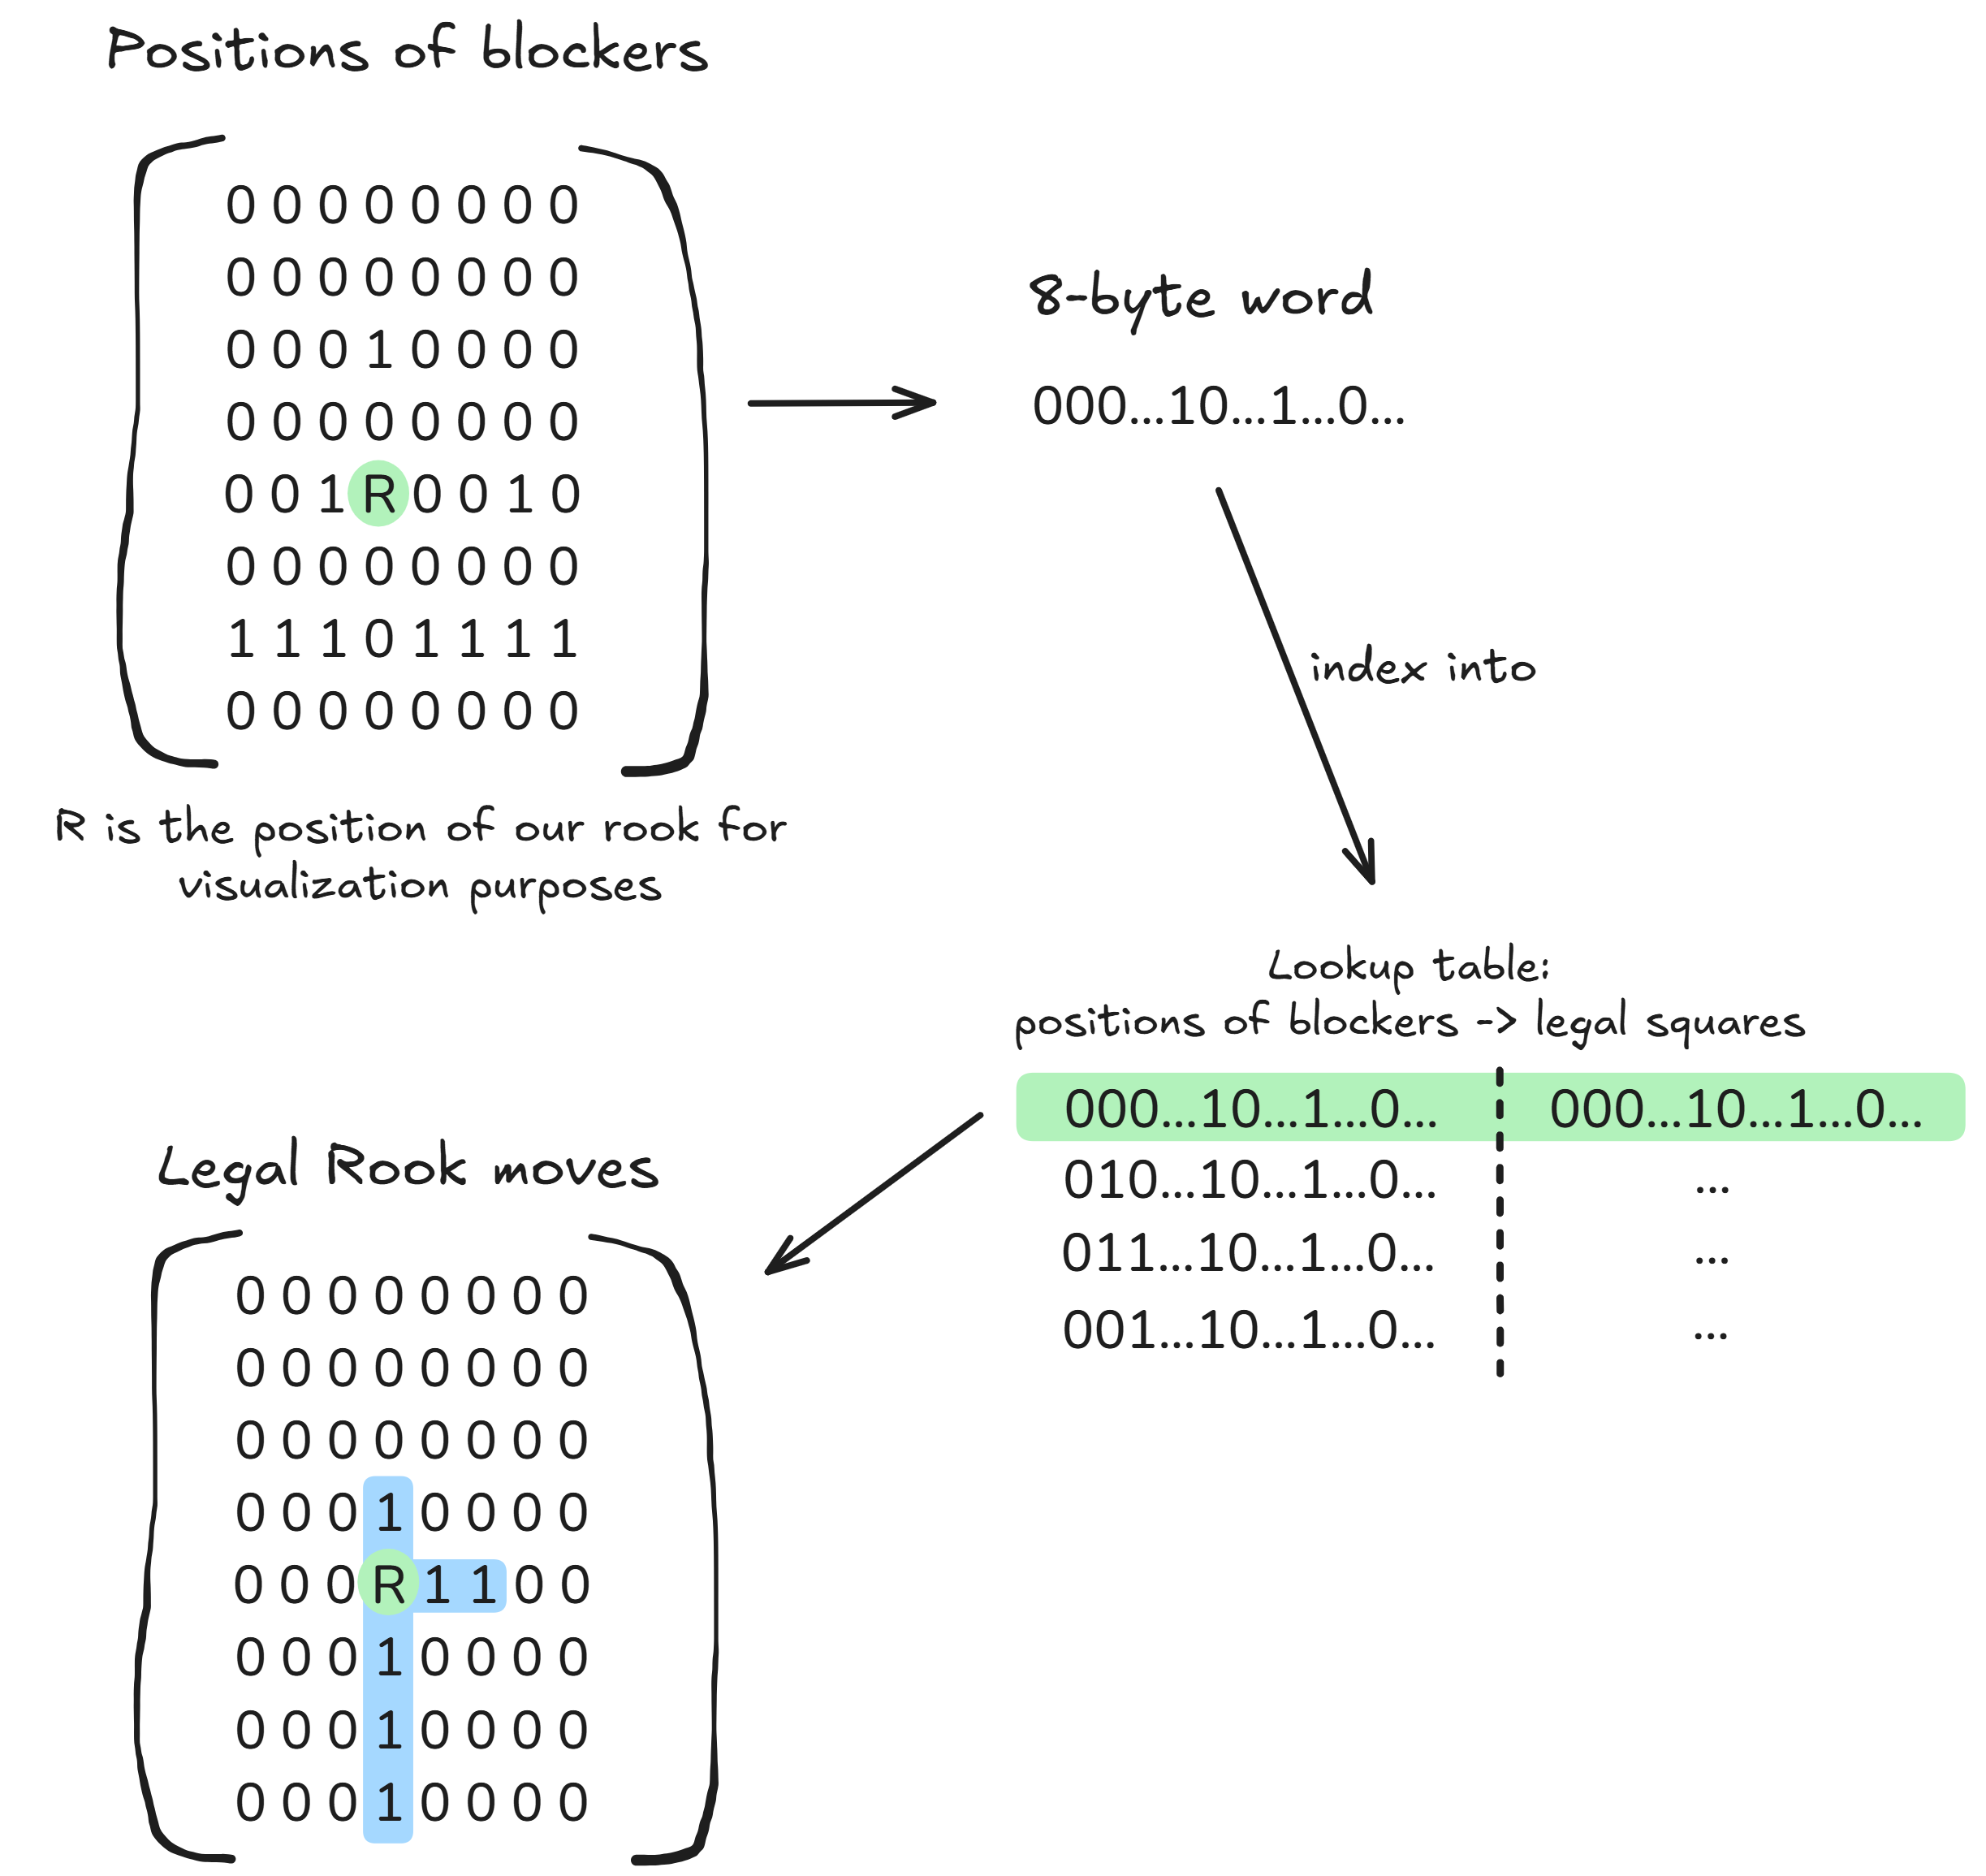 Positions of blockers
0 0 0 0 0 0 0 0
0 0 0 0 0 0 0 0
0 0 0 1 0 0 0 0
0 0 0 0 0 0 0 0
0 0 1 R 0 0 1 0
0 0 0 0 0 0 0 0
1 1 1 0 1 1 1 1
0 0 0 0 0 0 0 0
R is the position of our rook for
visualization purposes
8-byte word
000...10...1...0...
index into
Lookup table:
positions of blockers -> legal squares
000...10...1...0... 000...10...1...0...
010...10...1...0... ...
011...10...1...0... ...
001...10...1...0... ...
Legal Rook moves
0 0 0 0 0 0 0 0
0 0 0 0 0 0 0 0
0 0 0 0 0 0 0 0
0 0 0 1 0 0 0 0
0 0 0 R 1 1 0 0
0 0 0 1 0 0 0 0
0 0 0 1 0 0 0 0
0 0 0 1 0 0 0 0